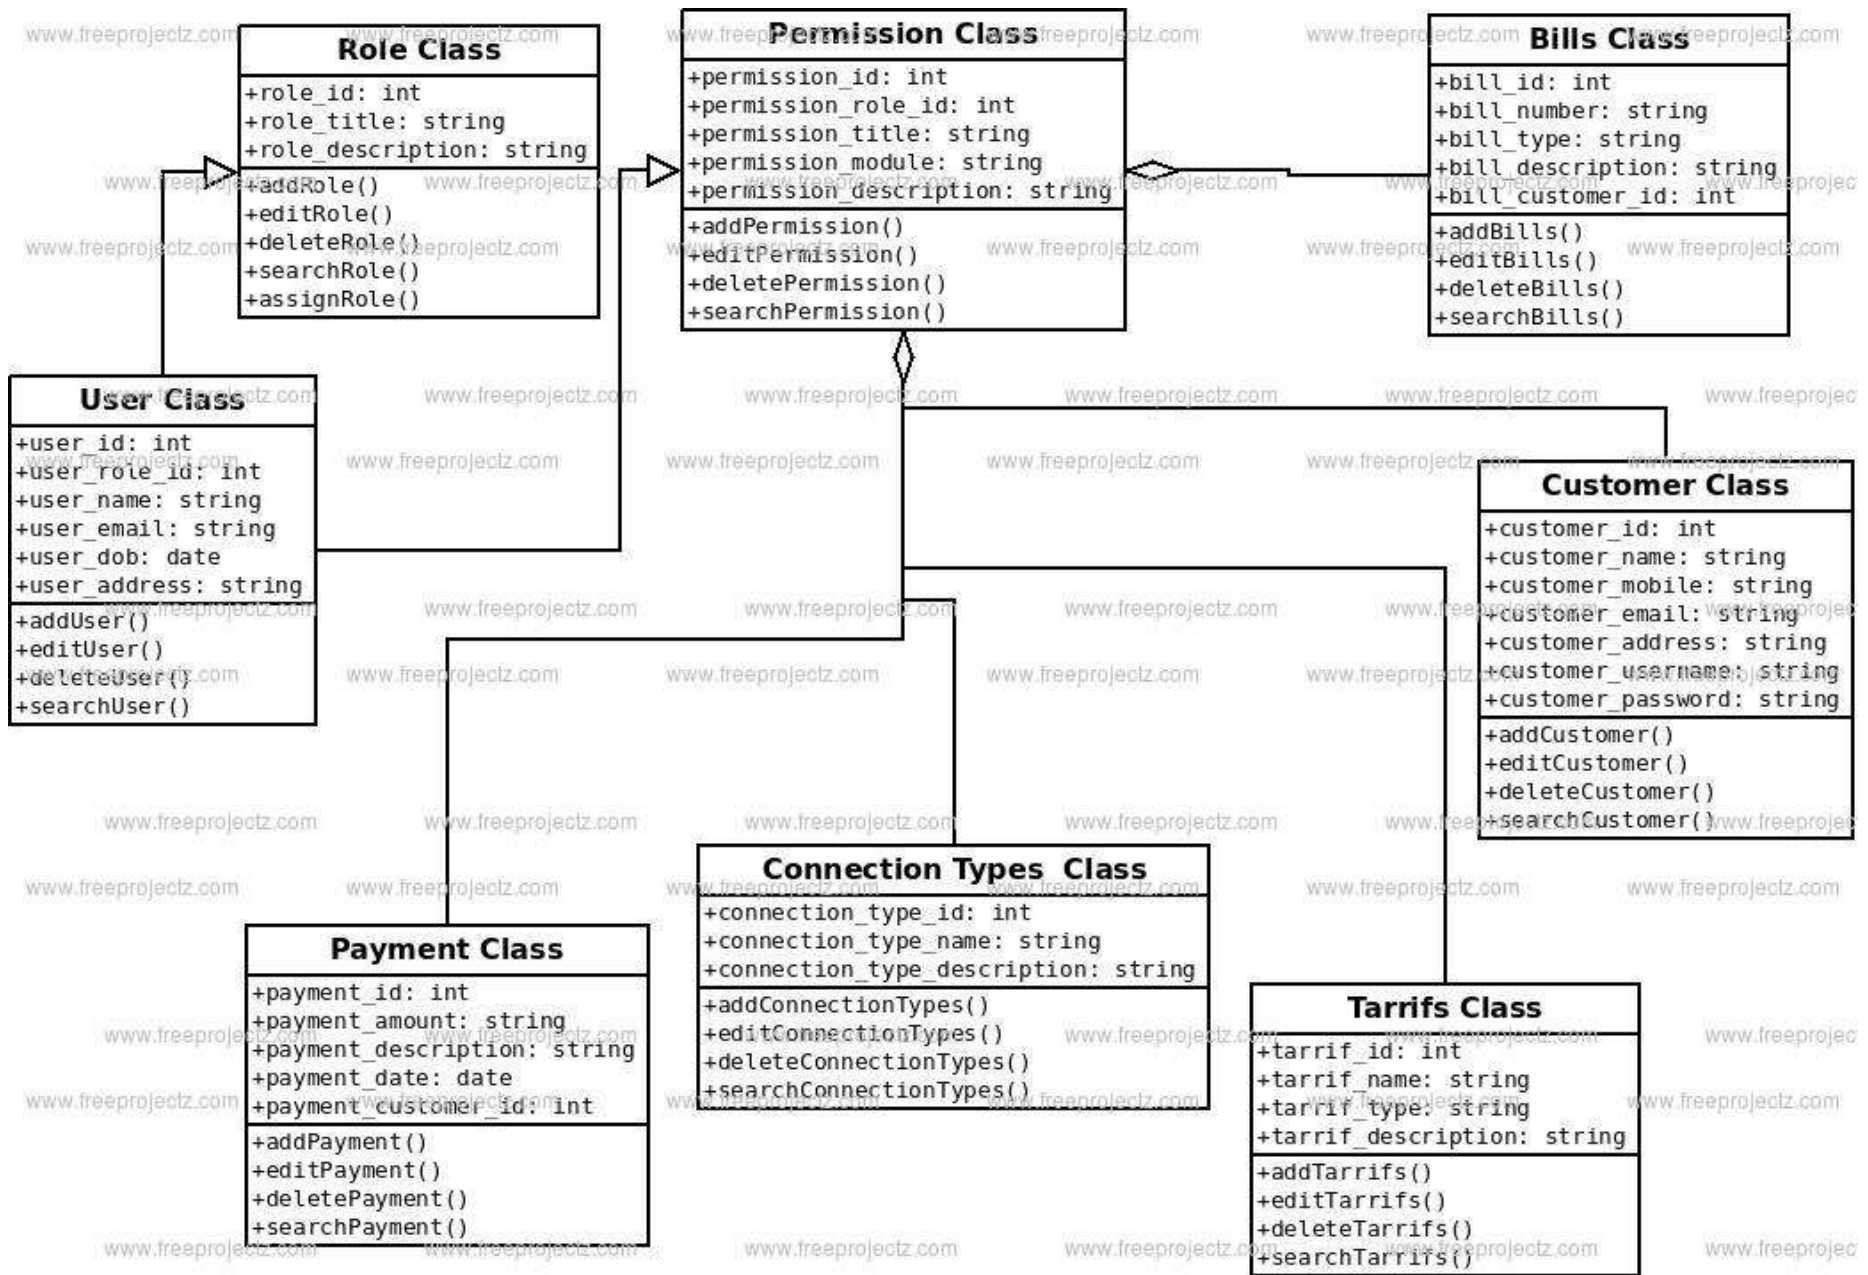 Role Class
+role_id: int
+role_title: string
+role_description: string
+addRole()
+editRole()
+deleteRole()
+searchRole()
+assignRole()
Permission Class
+permission_id: int
+permission_role_id: int
+permission_title: string
+permission_module: string
+permission_description: string
+addPermission()
+editPermission()
+deletePermission()
+searchPermission()
Bills Class
+bill_id: int
+bill_number: string
+bill_type: string
+bill_description: string
+bill_customer_id: int
+addBills()
+editBills()
+deleteBills()
+searchBills()
User Class
+user_id: int
+user_role_id: int
+user_name: string
+user_email: string
+user_dob: date
+user_address: string
+addUser()
+editUser()
+deleteUser()
+searchUser()
Customer Class
+customer_id: int
+customer_name: string
+customer_mobile: string
+customer_email: string
+customer_address: string
+customer_username: string
+customer_password: string
+addCustomer()
+editCustomer()
+deleteCustomer()
+searchCustomer()
Payment Class
+payment_id: int
+payment_amount: string
+payment_description: string
+payment_date: date
+payment_customer_id: int
+addPayment()
+editPayment()
+deletePayment()
+searchPayment()
Connection Types  Class
+connection_type_id: int
+connection_type_name: string
+connection_type_description: string
+addConnectionTypes()
+editConnectionTypes()
+deleteConnectionTypes()
+searchConnectionTypes()
Tarrifs Class
+tarrif_id: int
+tarrif_name: string
+tarrif_type: string
+tarrif_description: string
+addTarrifs()
+editTarrifs()
+deleteTarrifs()
+searchTarrifs()
www.freeprojectz.com